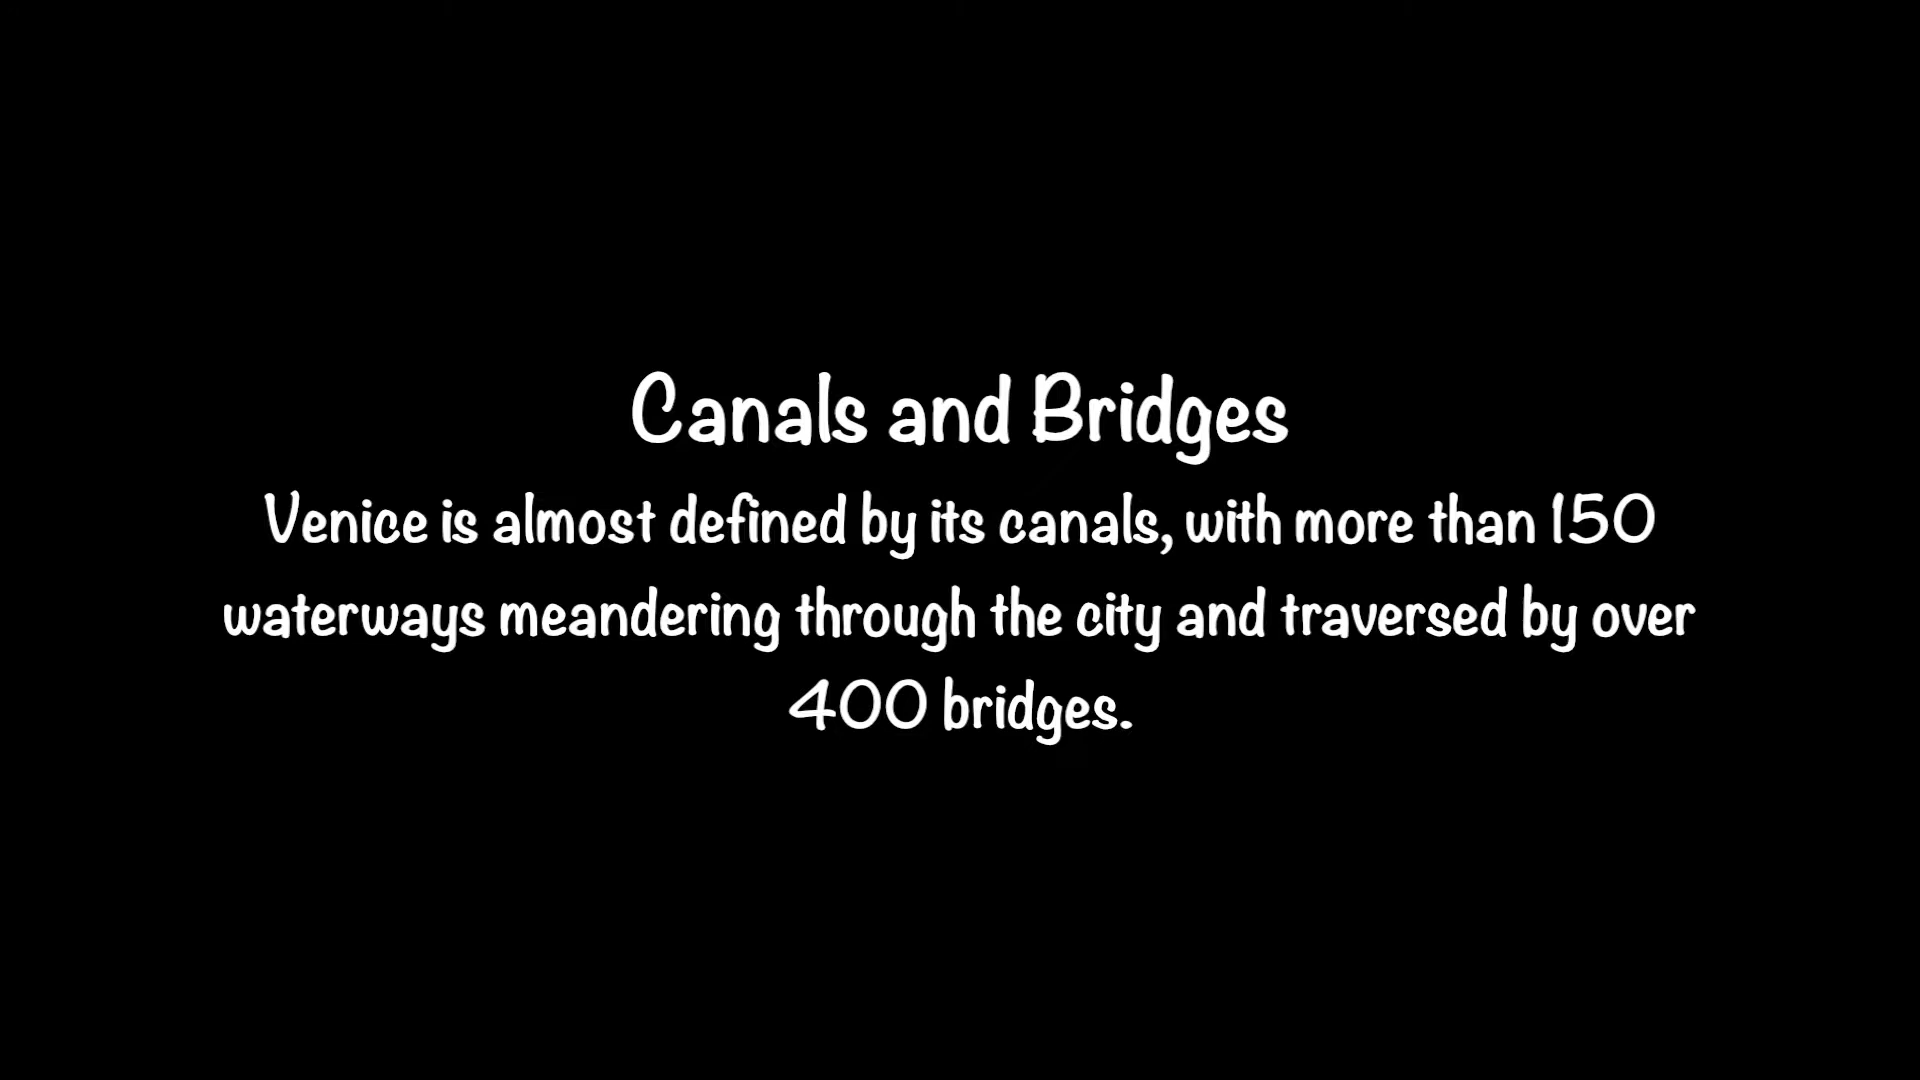 Canals and Bridges
Venice is almost defined by its canals, with more than 150
waterways meandering through the city and traversed by over
400 bridges.